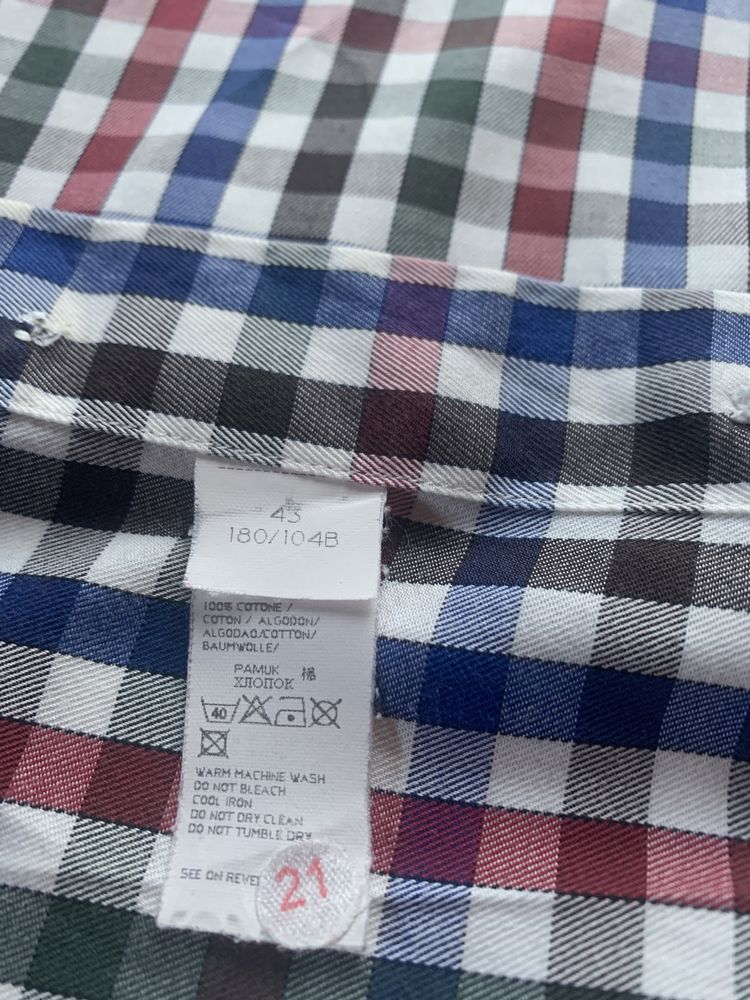 43
180/104B
100% COTONE /
COTON / ALGODON/
ALGODAO/COTTON/
BAUMWOLLE/
PAMUK 棉
ХЛОПОК
40
WARM MACHINE WASH
DO NOT BLEACH
COOL IRON
DO NOT DRY CLEAN
DO NOT TUMBLE DRY
SEE ON
21